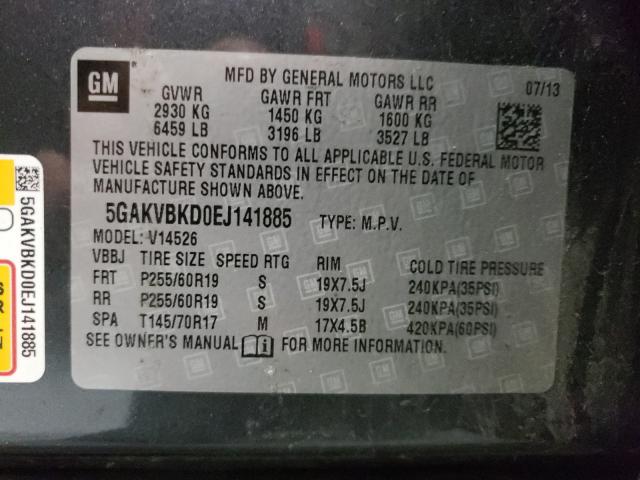 GM
MFD BY GENERAL MOTORS LLC 07/13
GVWR GAWR FRT GAWR RR
2930 KG 1450 KG 1600 KG
6459 LB 3196 LB 3527 LB
THIS VEHICLE CONFORMS TO ALL APPLICABLE U.S. FEDERAL MOTOR
VEHICLE SAFETY STANDARDS IN EFFECT ON THE DATE OF
MANUFACTURE SHOWN ABOVE.
5GAKVBKD0EJ141885 TYPE: M.P.V.
MODEL: V14526
VBBJ TIRE SIZE SPEED RTG RIM COLD TIRE PRESSURE
FRT P255/60R19 S 19X7.5J 240KPA(35PSI)
RR P255/60R19 S 19X7.5J 240KPA(35PSI)
SPA T145/70R17 M 17X4.5B 420KPA(60PSI)
SEE OWNER'S MANUAL FOR MORE INFORMATION.
5GAKVBKD0EJ141885